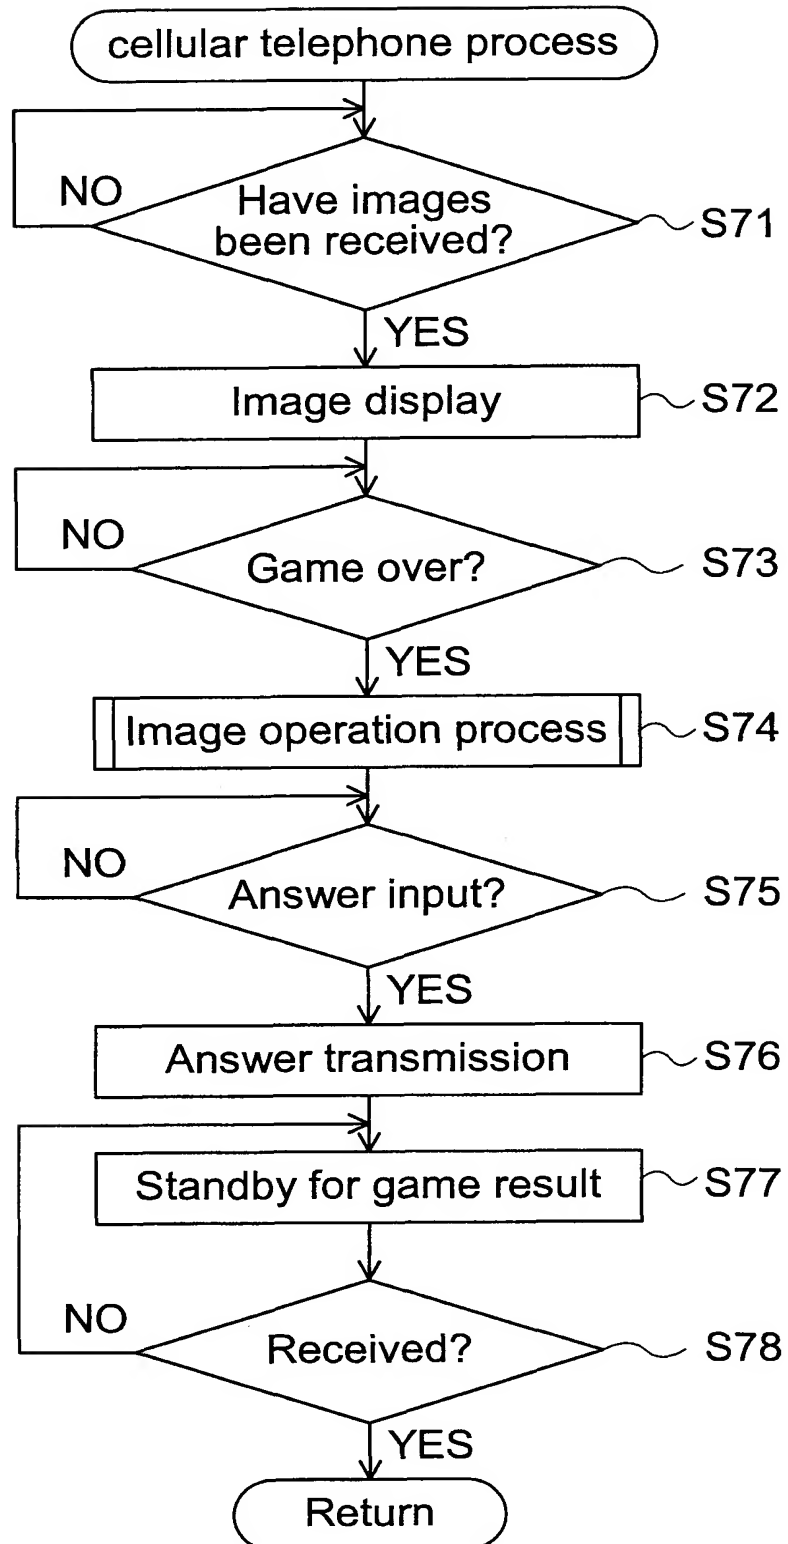 cellular telephone process
NO
Have images
been received?
S71
YES
Image display
S72
NO
Game over?
S73
YES
Image operation process
S74
NO
Answer input?
S75
YES
Answer transmission
S76
Standby for game result
S77
NO
Received?
S78
YES
Return